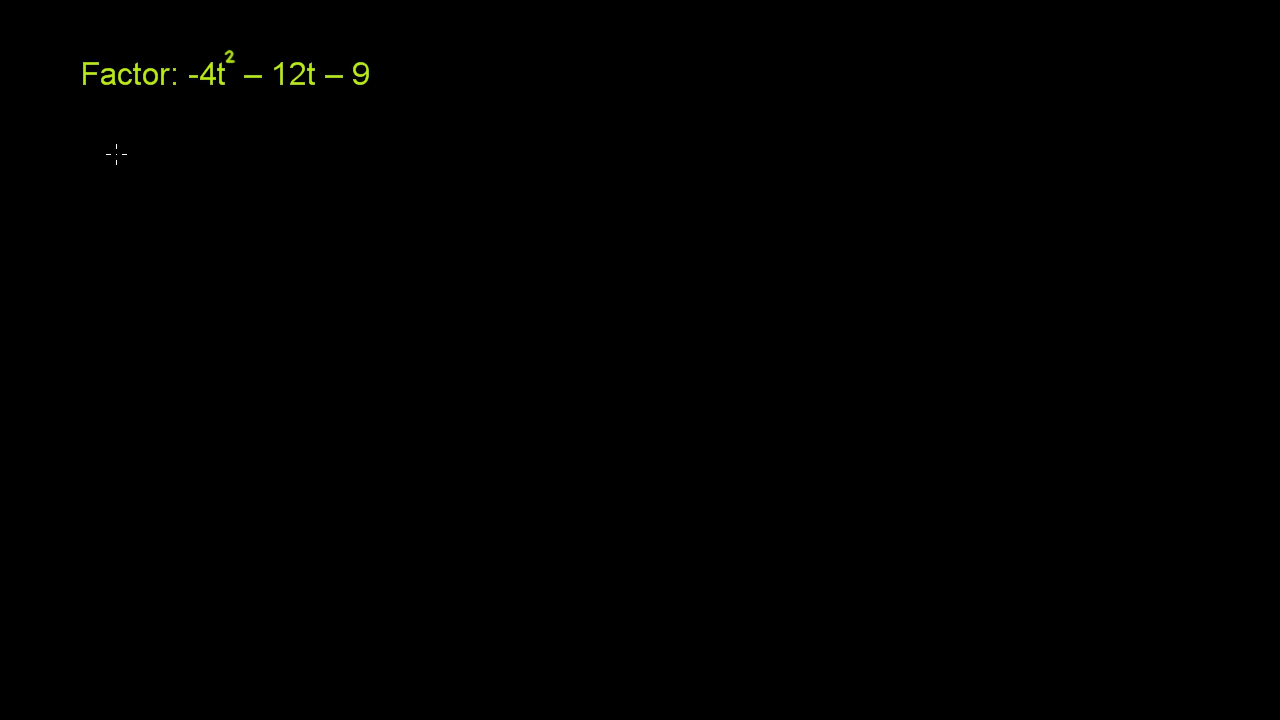 Factor: -4t² – 12t – 9